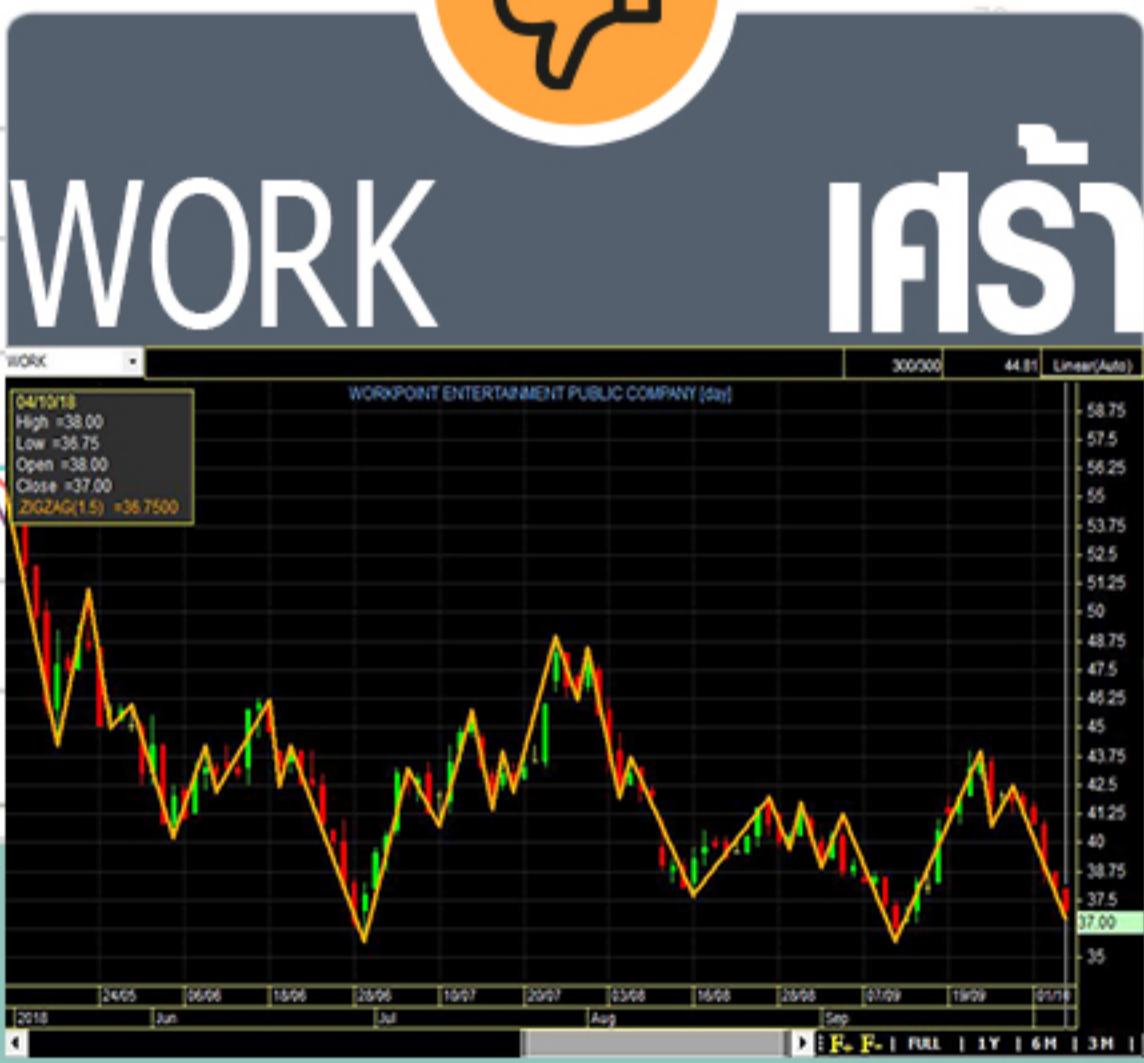 WORK เศร้า
WORK 300/300 44.81 Linear(Auto)
WORKPOINT ENTERTAINMENT PUBLIC COMPANY [day]
04/10/18
High =38.00
Low =36.75
Open =38.00
Close =37.00
ZIGZAG(1.5) =36.7500
58.75
57.5
56.25
55
53.75
52.5
51.25
50
48.75
47.5
46.25
45
43.75
42.5
41.25
40
38.75
37.5
37.00
35
24/05 06/06 18/06 28/06 10/07 20/07 03/08 16/08 28/08 07/09 19/09 01/10
2018 Jun Jul Aug Sep
F+ F- | FULL | 1Y | 6M | 3M |